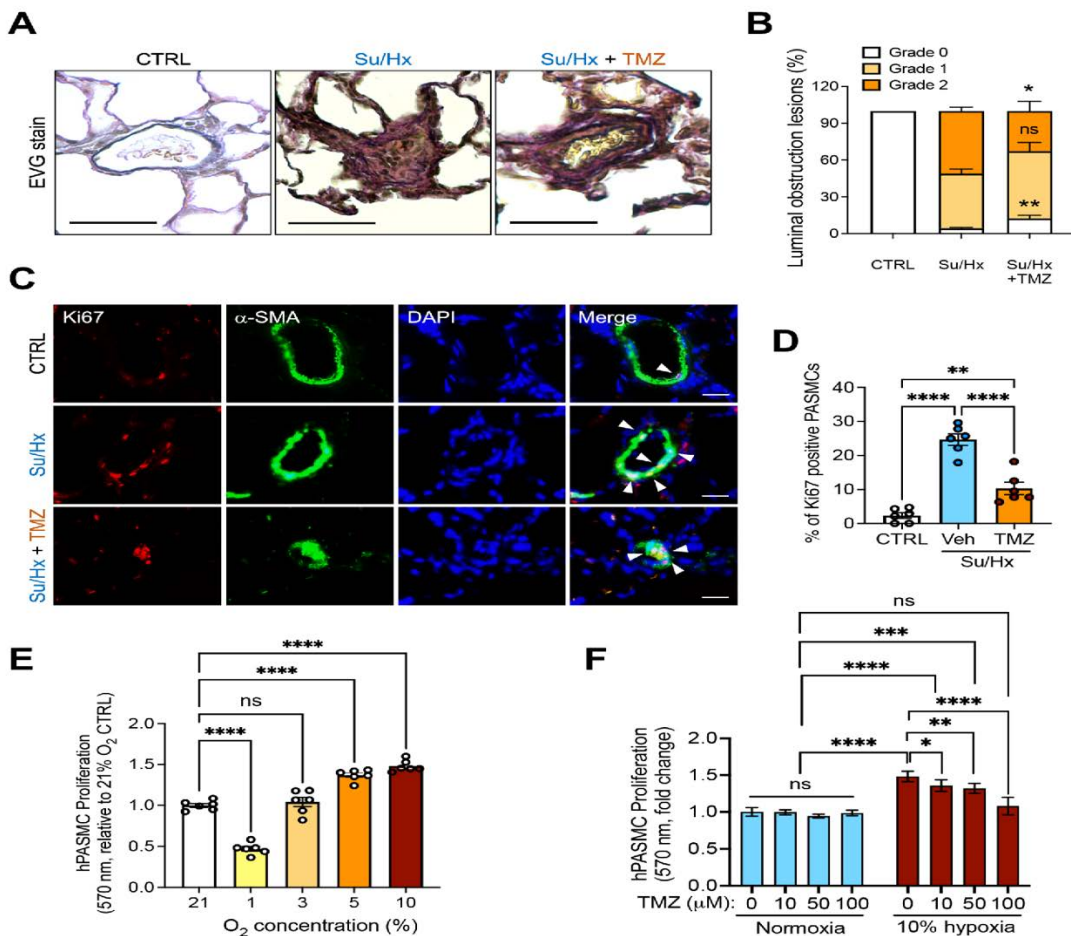 A
CTRL
Su/Hx
Su/Hx + TMZ
EVG stain
B
Grade 0
Grade 1
Grade 2
Luminal obstruction lesions (%)
120
90
60
30
0
*
ns
**
CTRL
Su/Hx
Su/Hx
+TMZ
C
Ki67
α-SMA
DAPI
Merge
CTRL
Su/Hx
Su/Hx + TMZ
D
% of Ki67 positive PASMCs
40
30
20
10
0
**
**** ****
CTRL Veh TMZ
Su/Hx
E
hPASMC Proliferation
(570 nm, relative to 21% O2 CTRL)
2.0
1.5
1.0
0.5
0.0
****
****
ns
****
21 1 3 5 10
O2 concentration (%)
F
hPASMC Proliferation
(570 nm, fold change)
2.0
1.5
1.0
0.5
0.0
ns
***
****
****
**
**** *
ns
TMZ (μM): 0 10 50 100 0 10 50 100
Normoxia 10% hypoxia